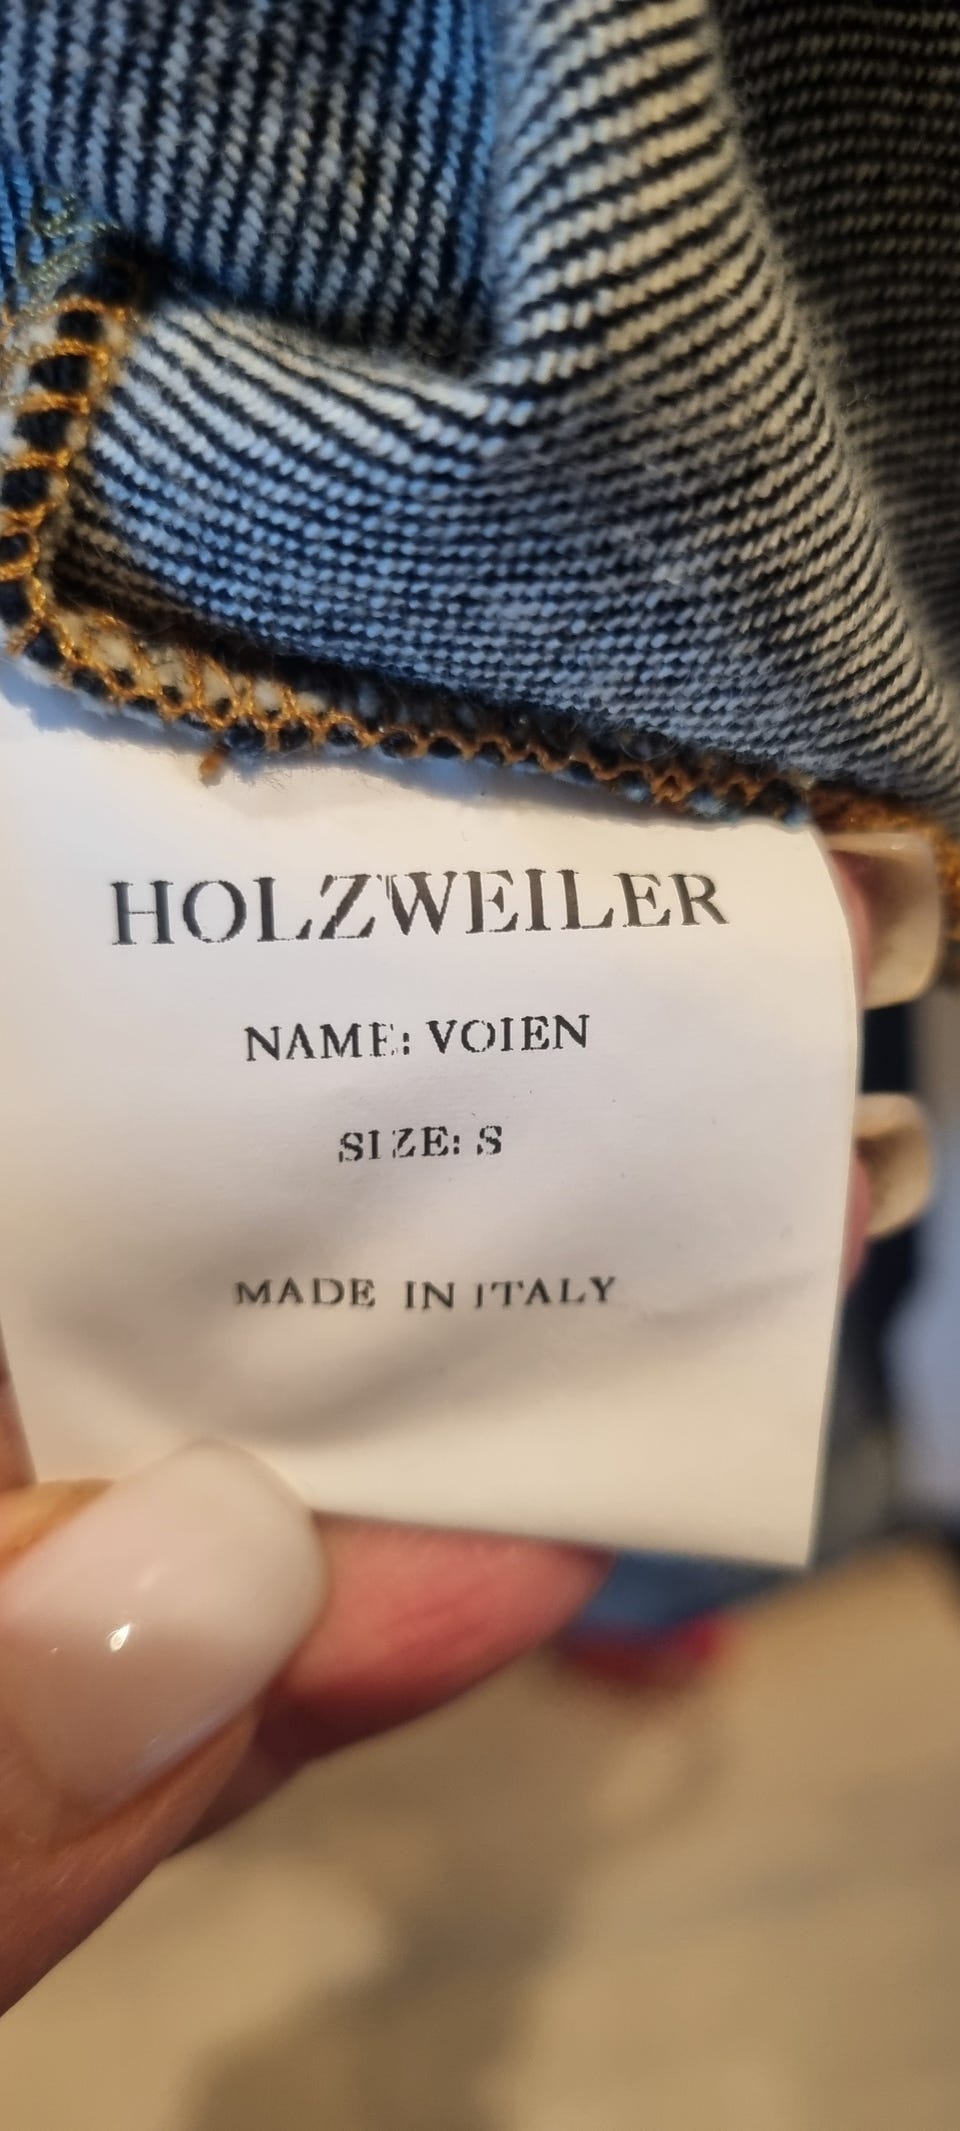 HOLZWEILER
NAME: VOIEN
SIZE: S
MADE IN ITALY